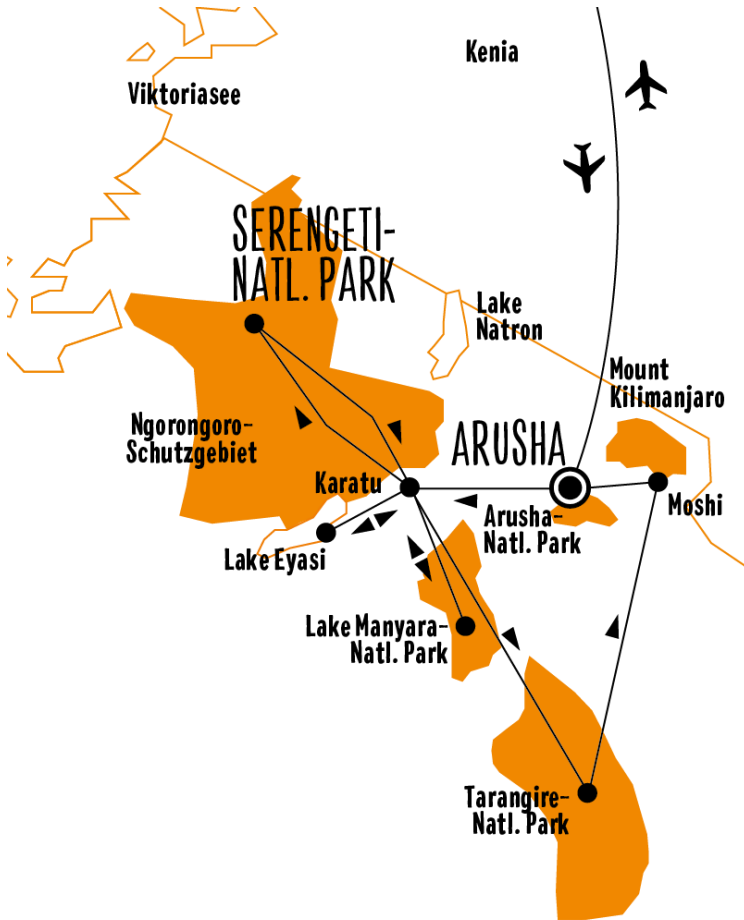 Kenia
Viktoriasee
SERENGETI-
NATL. PARK
Lake
Natron
Mount
Kilimanjaro
Ngorongoro-
Schutzgebiet
ARUSHA
Karatu
Moshi
Arusha-
Natl. Park
Lake Eyasi
Lake Manyara-
Natl. Park
Tarangire-
Natl. Park